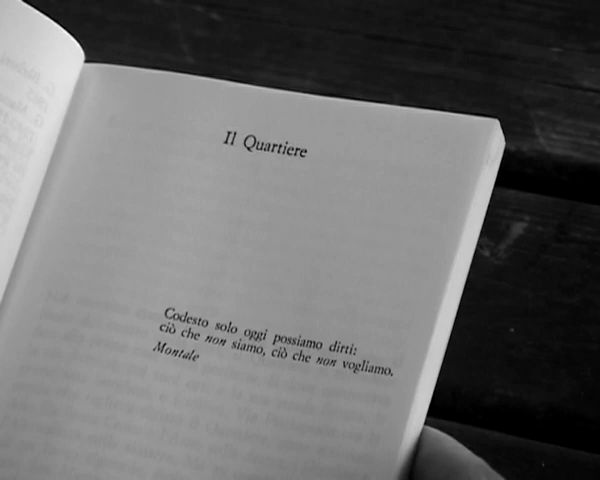 Il Quartiere
Codesto solo oggi possiamo dirti:
ciò che non siamo, ciò che non vogliamo.
Montale